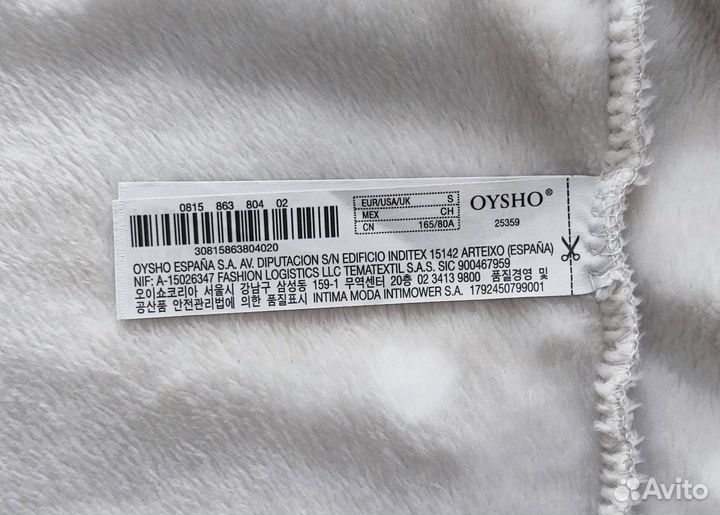 0815 863 804 02
30815863804020
EUR/USA/UK S
MEX CH
CN 165/80A
OYSHO®
25359
OYSHO ESPAÑA S.A. AV. DIPUTACION S/N EDIFICIO INDITEX 15142 ARTEIXO (ESPAÑA)
NIF: A-15026347 FASHION LOGISTICS LLC TEMATEXTIL S.A.S. SIC 900467959
오이쇼코리아 서울시 강남구 삼성동 159-1 무역센터 20층 02 3413 9800 품질경영 및
공산품 안전관리법에 의한 품질표시 INTIMA MODA INTIMOWER S.A. 1792450799001
Avito